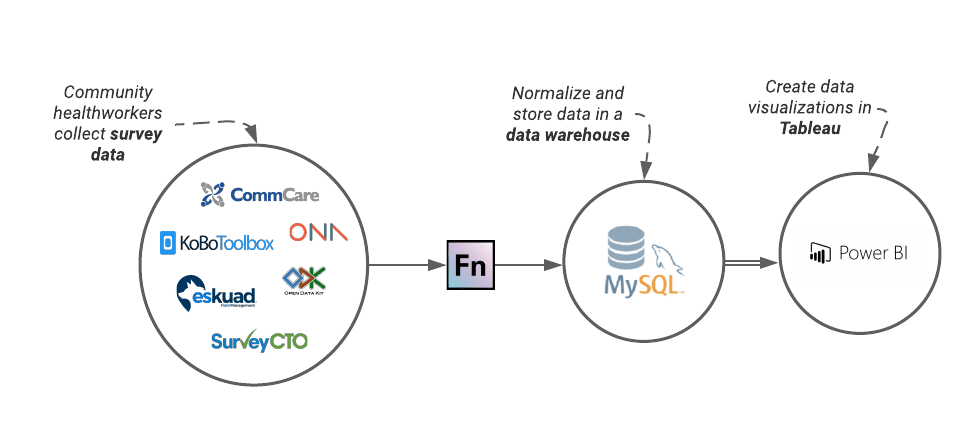 Community
healthworkers
collect survey
data
CommCare
KoBoToolbox
ONA
eskuad
Field Management
OPEN DATA KIT
SurveyCTO
Fn
Normalize and
store data in a
data warehouse
MySQL
Create data
visualizations in
Tableau
Power BI